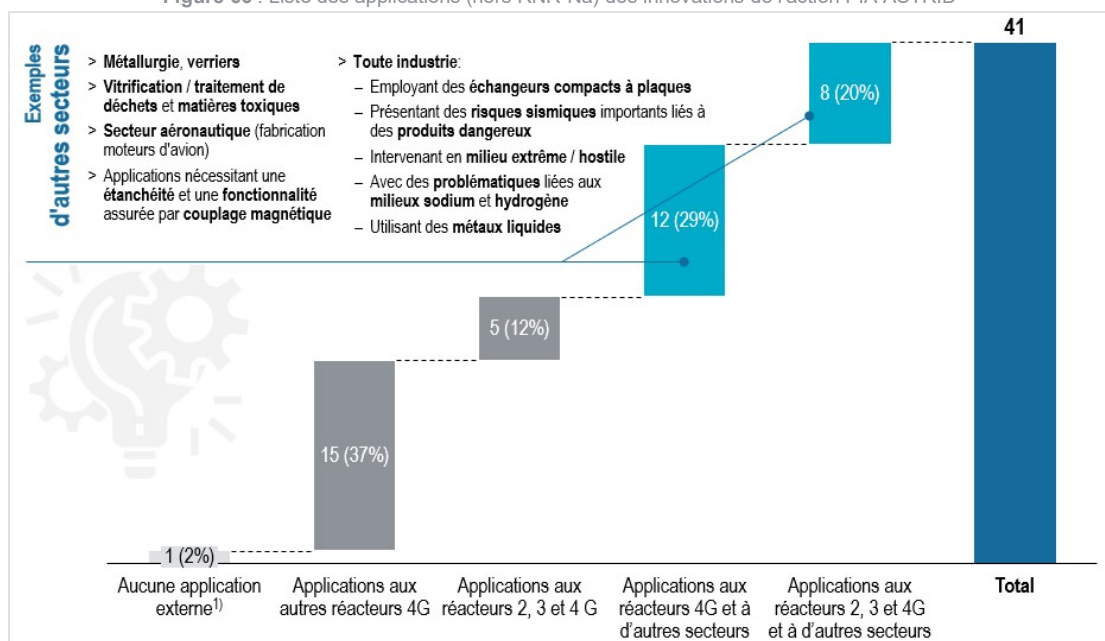 Exemples
d'autres secteurs
> Métallurgie, verriers
> Vitrification / traitement de
déchets et matières toxiques
> Secteur aéronautique (fabrication
moteurs d'avion)
> Applications nécessitant une
étanchéité et une fonctionnalité
assurée par couplage magnétique
> Toute industrie:
– Employant des échangeurs compacts à plaques
– Présentant des risques sismiques importants liés à
des produits dangereux
– Intervenant en milieu extrême / hostile
– Avec des problématiques liées aux
milieux sodium et hydrogène
– Utilisant des métaux liquides
41
8 (20%)
12 (29%)
5 (12%)
15 (37%)
1 (2%)
Aucune application
externe1)
Applications aux
autres réacteurs 4G
Applications aux
réacteurs 2, 3 et 4 G
Applications aux
réacteurs 4G et à
d'autres secteurs
Applications aux
réacteurs 2, 3 et 4G
et à d'autres secteurs
Total